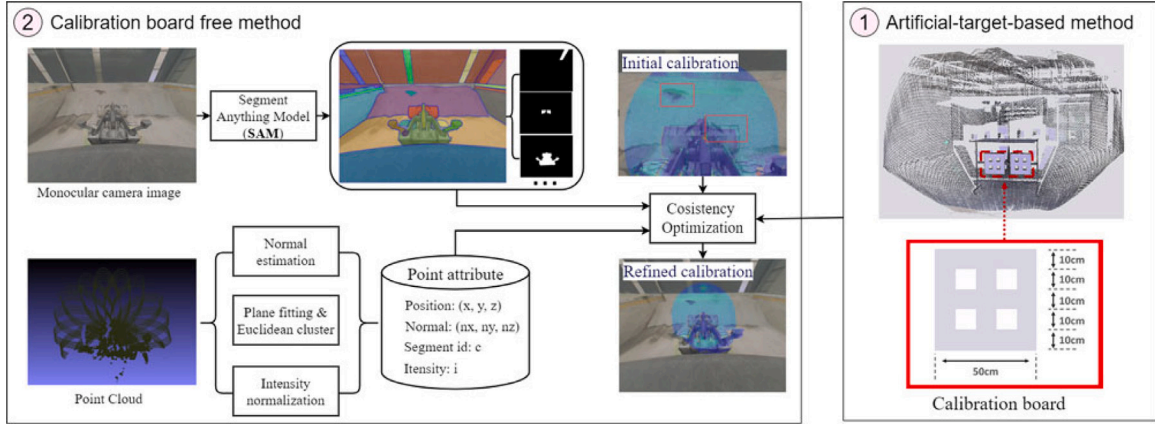 2 Calibration board free method
Monocular camera image
Segment
Anything Model
(SAM)
Initial calibration
Cosistency
Optimization
Refined calibration
Point Cloud
Normal
estimation
Plane fitting &
Euclidean cluster
Intensity
normalization
Point attribute
Position: (x, y, z)
Normal: (nx, ny, nz)
Segment id: c
Itensity: i
1 Artificial-target-based method
10cm
10cm
10cm
10cm
10cm
50cm
Calibration board